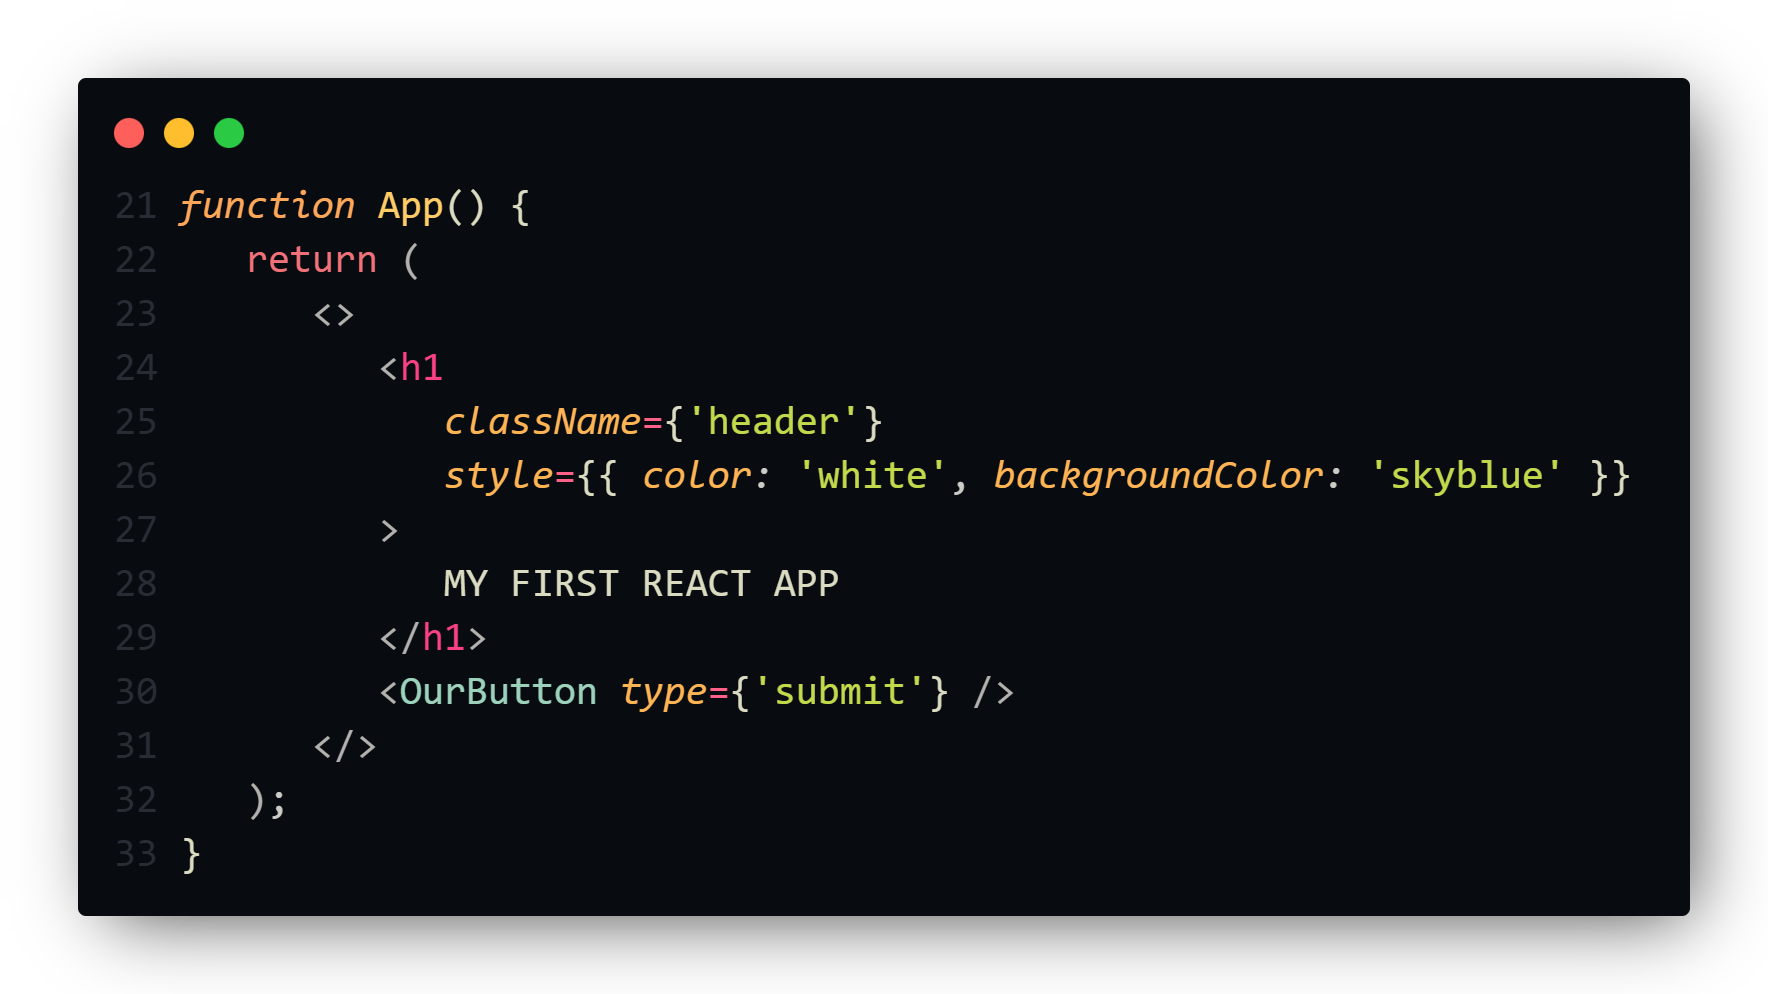 21 function App() {
22    return (
23       <>
24          <h1
25             className={'header'}
26             style={{ color: 'white', backgroundColor: 'skyblue' }}
27          >
28             MY FIRST REACT APP
29          </h1>
30          <OurButton type={'submit'} />
31       </>
32    );
33 }